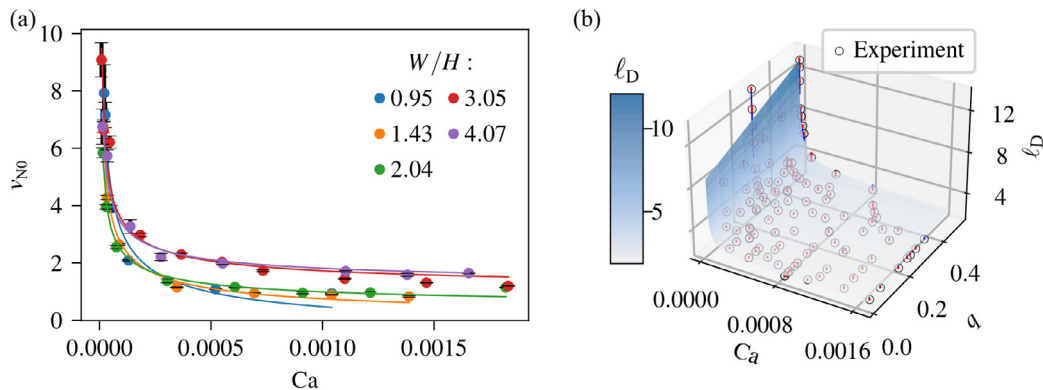 (a)
10
8
6
4
2
0
v_N0
W/H :
0.95
3.05
1.43
4.07
2.04
0.0000
0.0005
0.0010
0.0015
Ca
(b)
Experiment
ℓ_D
10
5
12
8
4
ℓ_D
0.0000
0.0008
0.0016
Ca
0.0
0.2
0.4
q